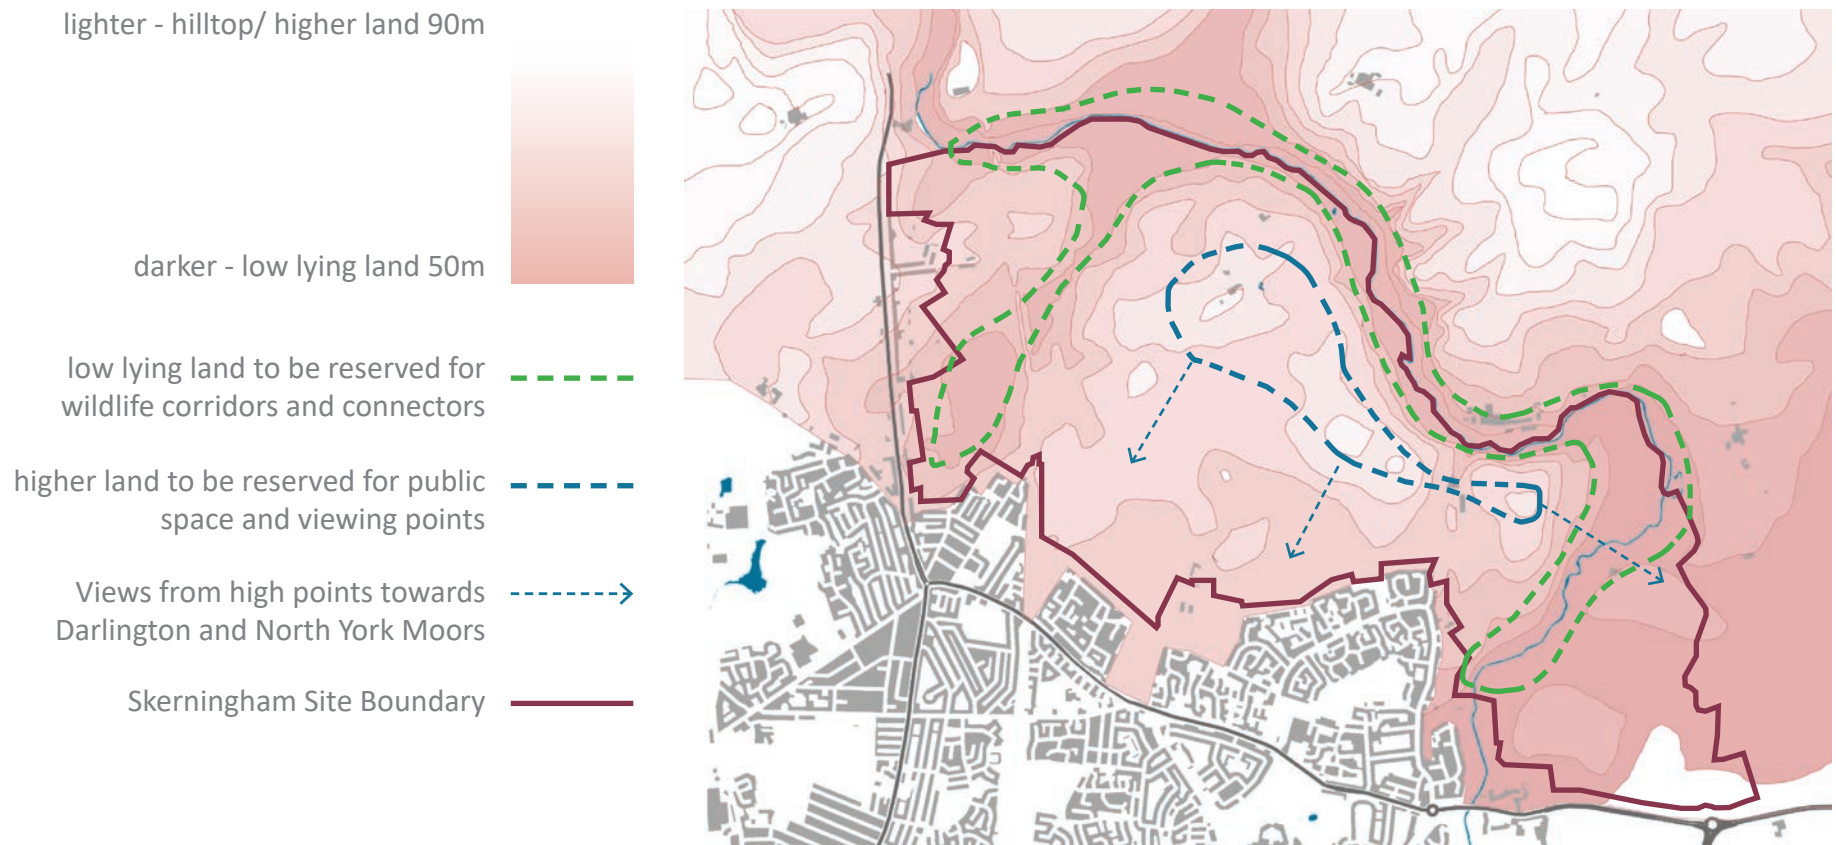 lighter - hilltop/ higher land 90m
darker - low lying land 50m
low lying land to be reserved for
wildlife corridors and connectors
higher land to be reserved for public
space and viewing points
Views from high points towards
Darlington and North York Moors
Skerningham Site Boundary